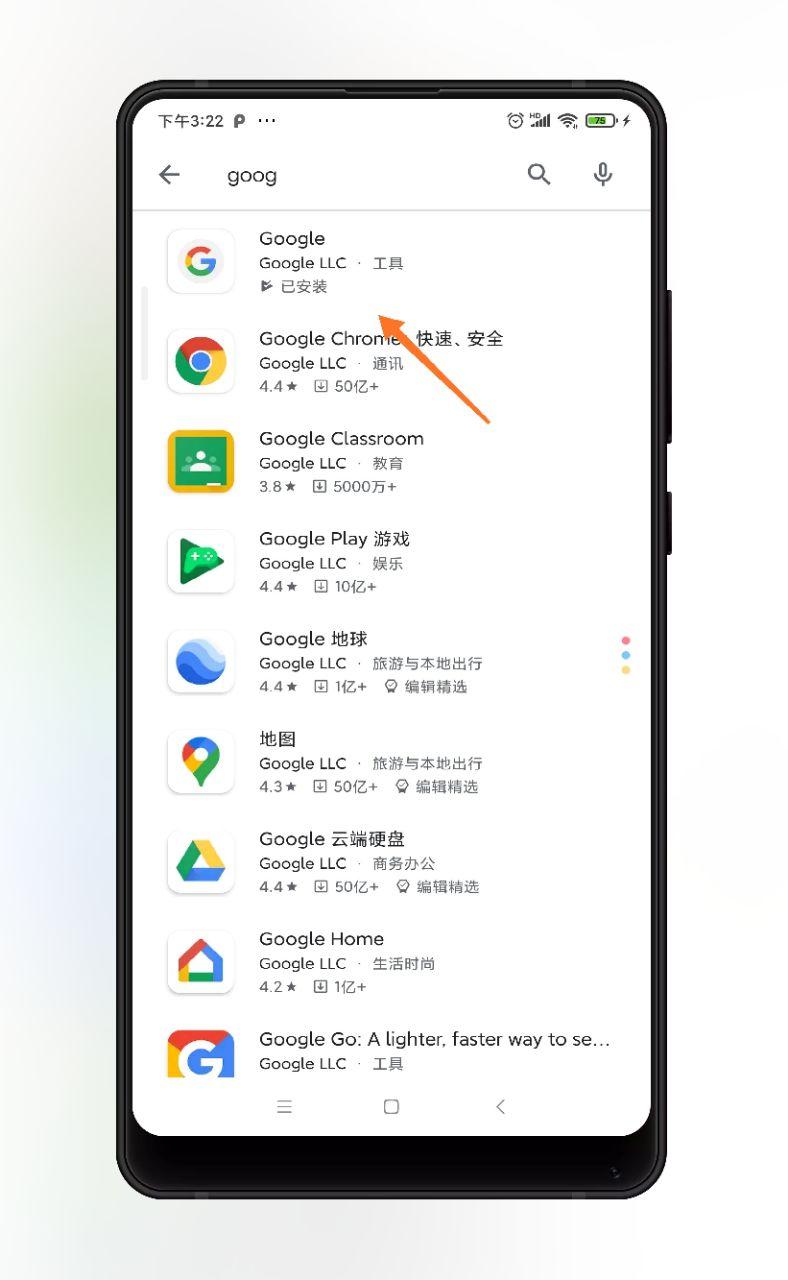 下午3:22 P ...
HD
75
goog
Google
Google LLC · 工具
已安装
Google Chrome: 快速、安全
Google LLC · 通讯
4.4★ 50亿+
Google Classroom
Google LLC · 教育
3.8★ 5000万+
Google Play 游戏
Google LLC · 娱乐
4.4★ 10亿+
Google 地球
Google LLC · 旅游与本地出行
4.4★ 1亿+ 编辑精选
地图
Google LLC · 旅游与本地出行
4.3★ 50亿+ 编辑精选
Google 云端硬盘
Google LLC · 商务办公
4.4★ 50亿+ 编辑精选
Google Home
Google LLC · 生活时尚
4.2★ 1亿+
Google Go: A lighter, faster way to se...
Google LLC · 工具